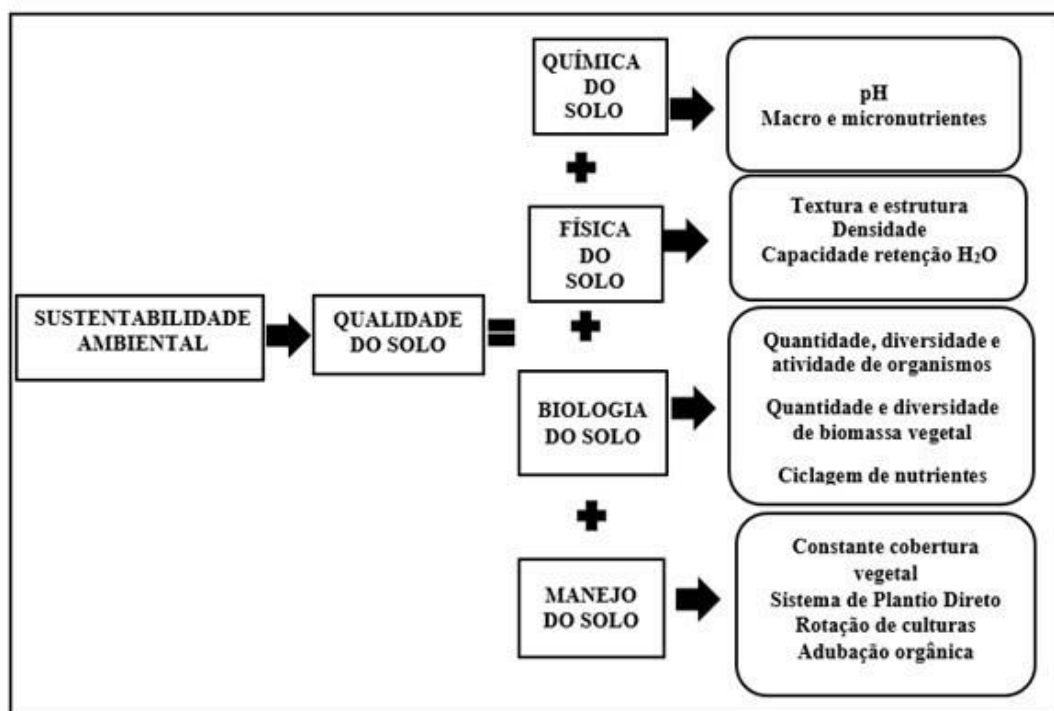 SUSTENTABILIDADE
AMBIENTAL
QUALIDADE
DO SOLO
=
QUÍMICA
DO
SOLO
pH
Macro e micronutrientes
+
FÍSICA
DO
SOLO
Textura e estrutura
Densidade
Capacidade retenção H₂O
+
BIOLOGIA
DO SOLO
Quantidade, diversidade e
atividade de organismos
Quantidade e diversidade
de biomassa vegetal
Ciclagem de nutrientes
+
MANEJO
DO SOLO
Constante cobertura
vegetal
Sistema de Plantio Direto
Rotação de culturas
Adubação orgânica